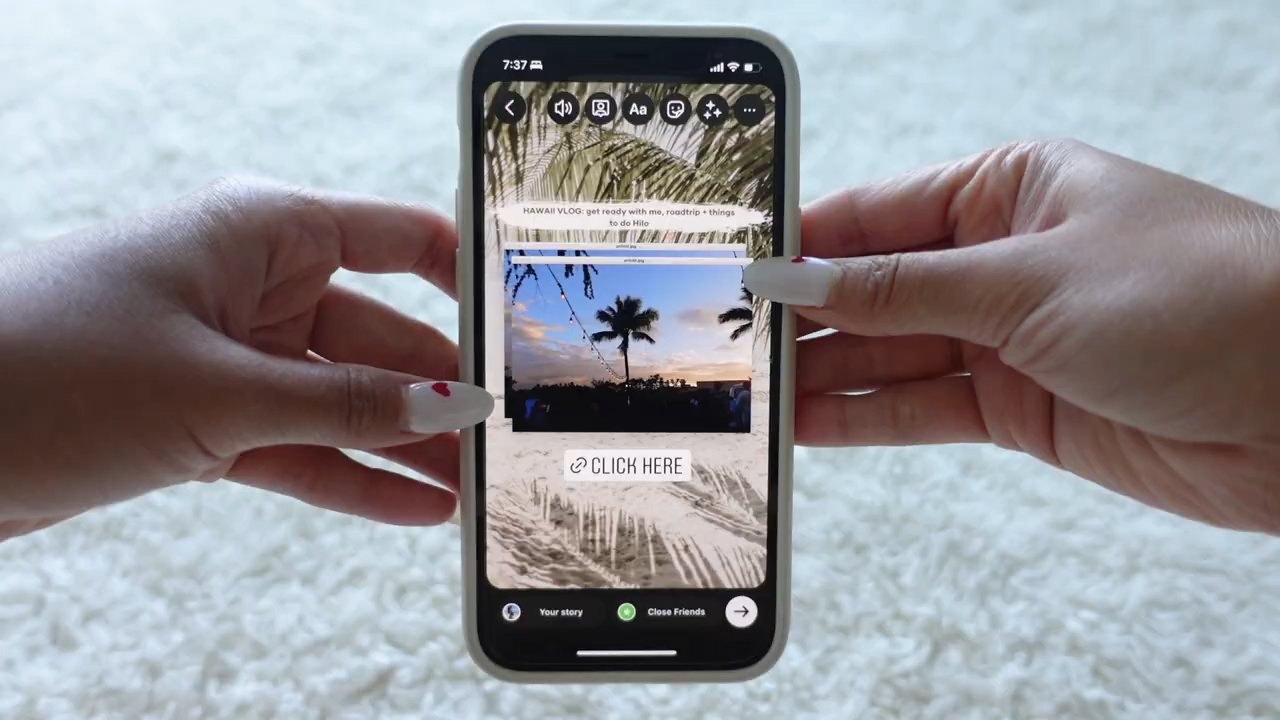 7:37
Aa
HAWAII VLOG: get ready with me, roadtrip + things
to do Hilo
CLICK HERE
Your story
Close Friends